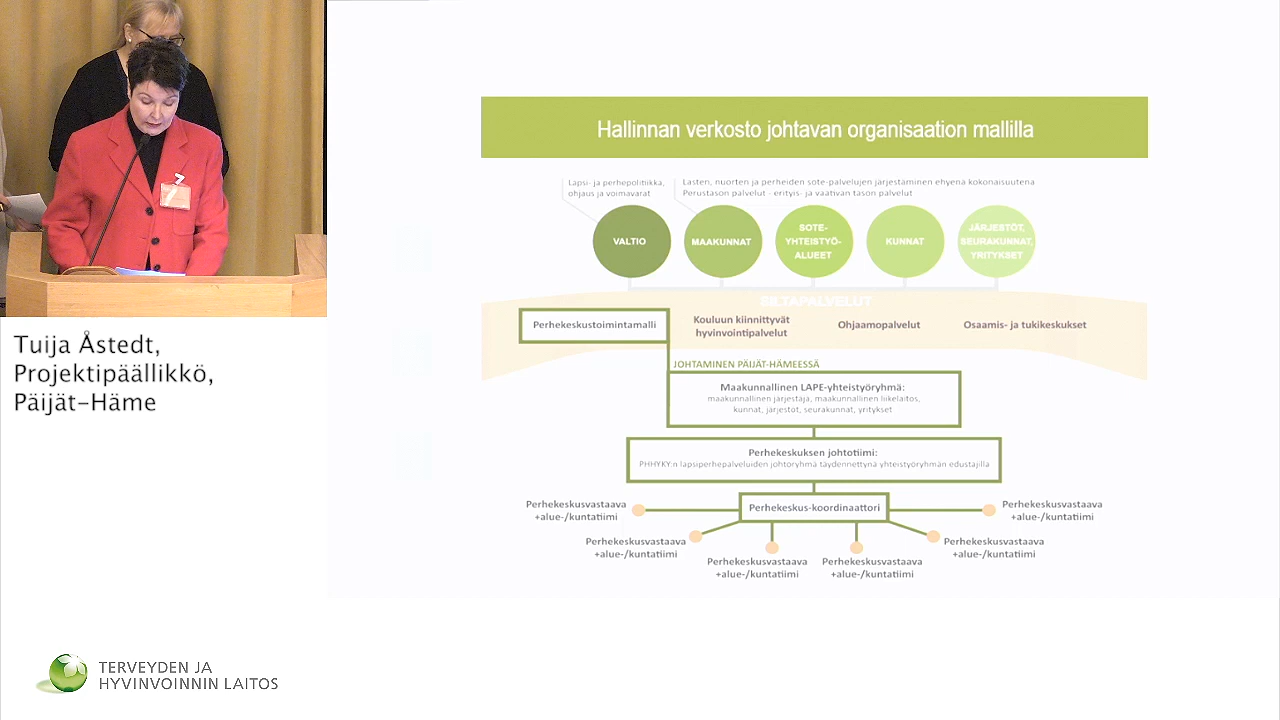 Hallinnan verkosto johtavan organisaation mallilla
Lapsi- ja perhepolitiikka,
ohjaus ja voimavarat
Lasten, nuorten ja perheiden sote-palvelujen järjestäminen eheyenä kokonaisuutena
Perustason palvelut - erityis- ja vaativan tason palvelut
VALTIO
MAAKUNNAT
SOTE-
YHTEISTYÖ-
ALUEET
KUNNAT
JÄRJESTÖT,
SEURAKUNNAT,
YRITYKSET
SILTAPALVELUT
Perhekeskustoimintamalli
Kouluun kiinnittyvät
hyvinvointipalvelut
Ohjaamopalvelut
Osaamis- ja tukikeskukset
JOHTAMINEN PÄIJÄT-HÄMEESSÄ
Maakunnallinen LAPE-yhteistyöryhmä:
maakunnallinen järjestäjä, maakunnallinen liikelaitos,
kunnat, järjestöt, seurakunnat, yritykset
Perhekeskuksen johtotiimi:
PHHYKY:n lapsiperhepalveluiden johtoryhmä täydennettynä yhteistyöryhmän edustajilla
Perhekeskus-koordinaattori
Perhekeskusvastaava
+alue-/kuntatiimi
Perhekeskusvastaava
+alue-/kuntatiimi
Perhekeskusvastaava
+alue-/kuntatiimi
Perhekeskusvastaava
+alue-/kuntatiimi
Perhekeskusvastaava
+alue-/kuntatiimi
Perhekeskusvastaava
+alue-/kuntatiimi
Tuija Åstedt,
Projektipäällikkö,
Päijät-Häme
TERVEYDEN JA
HYVINVOINNIN LAITOS